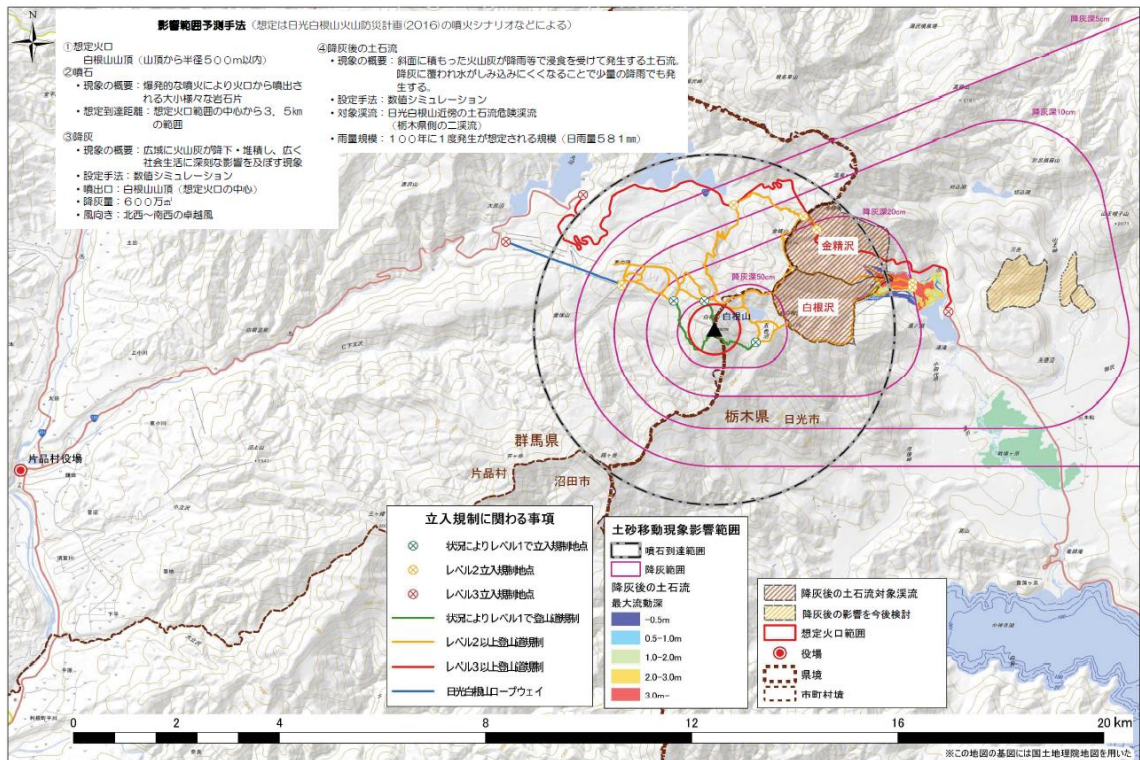 影響範囲予測手法(想定は日光白根山火山防災計画(2016)の噴火シナリオなどによる)
①想定火口
白根山山頂(山頂から半径500m以内)
②噴石
・現象の概要:爆発的な噴火により火口から噴出さ
れる大小様々な岩石片
・想定到達距離:想定火口範囲の中心から3.5km
の範囲
③降灰
・現象の概要:広域に火山灰が降下・堆積し、広く
社会生活に深刻な影響を及ぼす現象
・設定手法:数値シミュレーション
・噴出口:白根山山頂(想定火口の中心)
・降灰量:600万㎥
・風向き:北西~南西の卓越風
④降灰後の土石流
・現象の概要:斜面に積もった火山灰が降雨等で浸食を受けて発生する土石流。
降灰に覆われ水がしみ込みにくくなることで少量の降雨でも発
生する。
・設定手法:数値シミュレーション
・対象渓流:日光白根山近傍の土石流危険渓流
(栃木県側の二渓流)
・雨量規模:100年に1度発生が想定される規模(日雨量581㎜)
N
降灰深5cm
降灰深10cm
降灰深20cm
降灰深50cm
金精沢
白根沢
白根山
栃木県
日光市
群馬県
片品村
沼田市
片品村役場
立入規制に関わる事項
状況によりレベル1で立入規制地点
レベル2立入規制地点
レベル3立入規制地点
状況によりレベル1で登山道規制
レベル2以上登山道規制
レベル3以上登山道規制
日光白根山ロープウェイ
土砂移動現象影響範囲
噴石到達範囲
降灰範囲
降灰後の土石流
最大流動深
-0.5m
0.5-1.0m
1.0-2.0m
2.0-3.0m
3.0m-
降灰後の土石流対象渓流
降灰後の影響を今後検討
想定火口範囲
役場
県境
市町村境
0 2 4 8 12 16 20 km
※この地図の基図には国土地理院地図を用いた